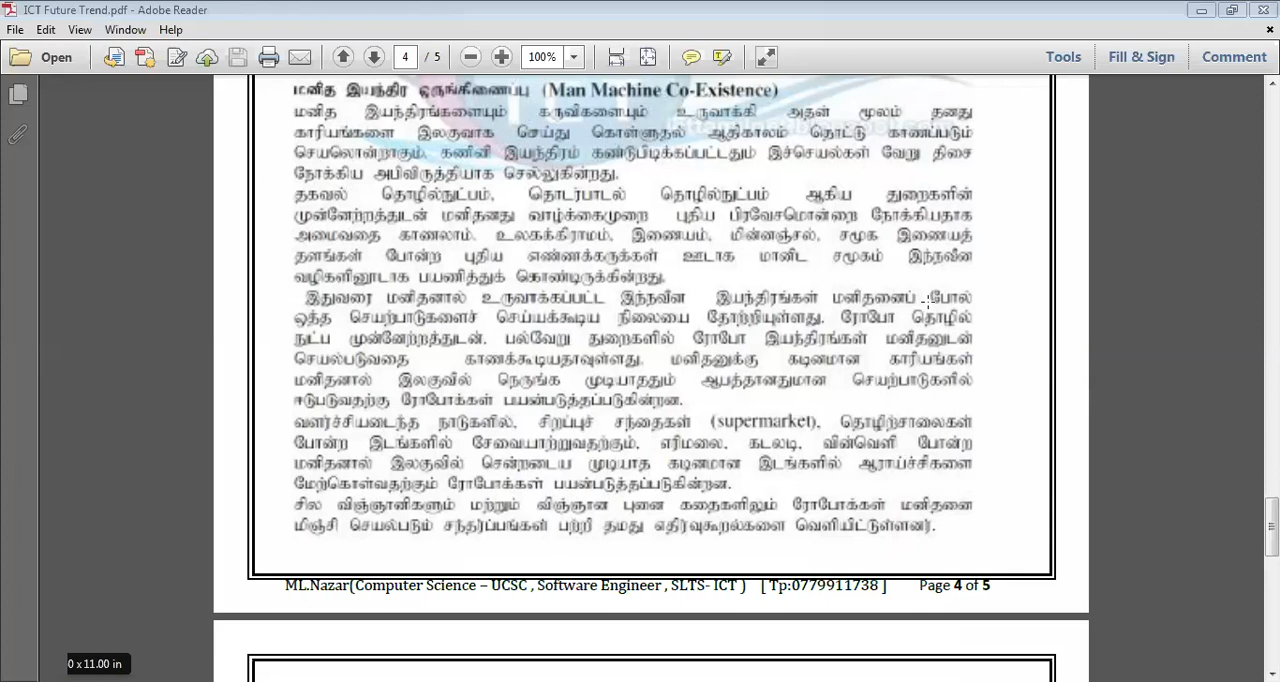 ICT Future Trend.pdf - Adobe Reader
File Edit View Window Help
Open 4 / 5 100% Tools Fill & Sign Comment
மனித இயந்திர ஒருங்கிணைப்பு (Man Machine Co-Existence)
மனித இயந்திரங்களையும் கருவிகளையும் உருவாக்கி அதன் மூலம் தனது
காரியங்களை இலகுவாக செய்து கொள்ளுதல் ஆதிகாலம் தொட்டு காணப்படும்
செயலொன்றாகும். கணினி இயந்திரம் கண்டுபிடிக்கப்பட்டதும் இச்செயல்கள் வேறு திசை
நோக்கிய அபிவிருத்தியாக செல்லுகின்றது.
தகவல் தொழில்நுட்பம், தொடர்பாடல் தொழில்நுட்பம் ஆகிய துறைகளின்
முன்னேற்றத்துடன் மனிதனது வாழ்க்கைமுறை புதிய பிரவேசமொன்றை நோக்கியதாக
அமைவதை காணலாம். உலகக்கிராமம், இணையம், மின்னஞ்சல், சமூக இணையத்
தளங்கள் போன்ற புதிய எண்ணக்கருக்கள் ஊடாக மானிட சமூகம் இந்நவீன
வழிகளினூடாக பயணித்துக் கொண்டிருக்கின்றது.
இதுவரை மனிதனால் உருவாக்கப்பட்ட இந்நவீன இயந்திரங்கள் மனிதனைப் போல்
ஒத்த செயற்பாடுகளைச் செய்யக்கூடிய நிலையை தோற்றியுள்ளது. ரோபோ தொழில்
நுட்ப முன்னேற்றத்துடன், பல்வேறு துறைகளில் ரோபோ இயந்திரங்கள் மனிதனுடன்
செயல்படுவதை காணக்கூடியதாவுள்ளது. மனிதனுக்கு கடினமான காரியங்கள்
மனிதனால் இலகுவில் நெருங்க முடியாததும் ஆபத்தானதுமான செயற்பாடுகளில்
ஈடுபடுவதற்கு ரோபோக்கள் பயன்படுத்தப்படுகின்றன.
வளர்ச்சியடைந்த நாடுகளில், சிறப்புச் சந்தைகள் (supermarket), தொழிற்சாலைகள்
போன்ற இடங்களில் சேவையாற்றுவதற்கும், எரிமலை, கடலடி, விண்வெளி போன்ற
மனிதனால் இலகுவில் சென்றடைய முடியாத கடினமான இடங்களில் ஆராய்ச்சிகளை
மேற்கொள்வதற்கும் ரோபோக்கள் பயன்படுத்தப்படுகின்றன.
சில விஞ்ஞானிகளும் மற்றும் விஞ்ஞான புனை கதைகளிலும் ரோபோக்கள் மனிதனை
மிஞ்சி செயல்படும் சந்தர்ப்பங்கள் பற்றி தமது எதிர்வுகூறல்களை வெளியிட்டுள்ளனர்.
ML.Nazar(Computer Science – UCSC , Software Engineer , SLTS- ICT ) [ Tp:0779911738 ] Page 4 of 5
0 x 11.00 in